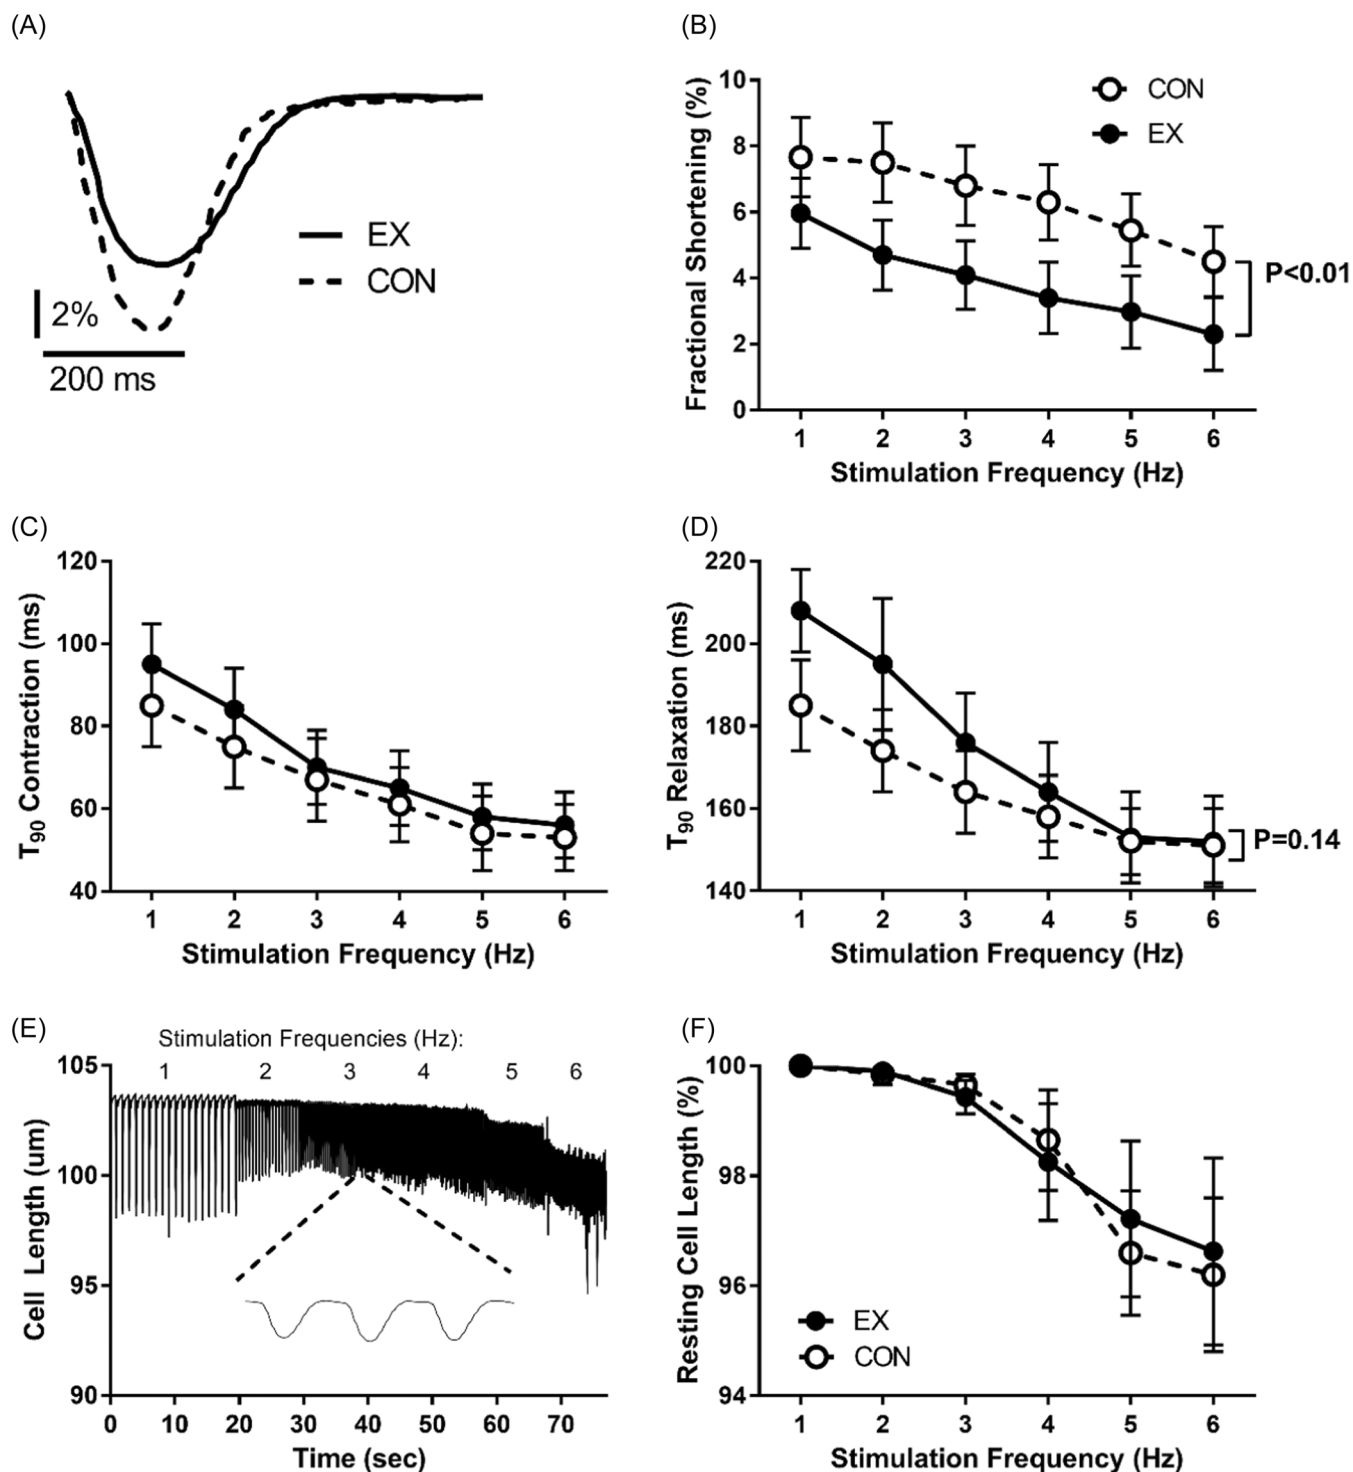 (A)
EX
CON
2%
200 ms
(B)
Fractional Shortening (%)
10
8
6
4
2
0
CON
EX
P<0.01
1 2 3 4 5 6
Stimulation Frequency (Hz)
(C)
T90 Contraction (ms)
120
100
80
60
40
1 2 3 4 5 6
Stimulation Frequency (Hz)
(D)
T90 Relaxation (ms)
220
200
180
160
140
P=0.14
1 2 3 4 5 6
Stimulation Frequency (Hz)
(E)
Stimulation Frequencies (Hz):
1 2 3 4 5 6
Cell Length (um)
105
100
95
90
0 10 20 30 40 50 60 70
Time (sec)
(F)
Resting Cell Length (%)
100
98
96
94
EX
CON
1 2 3 4 5 6
Stimulation Frequency (Hz)